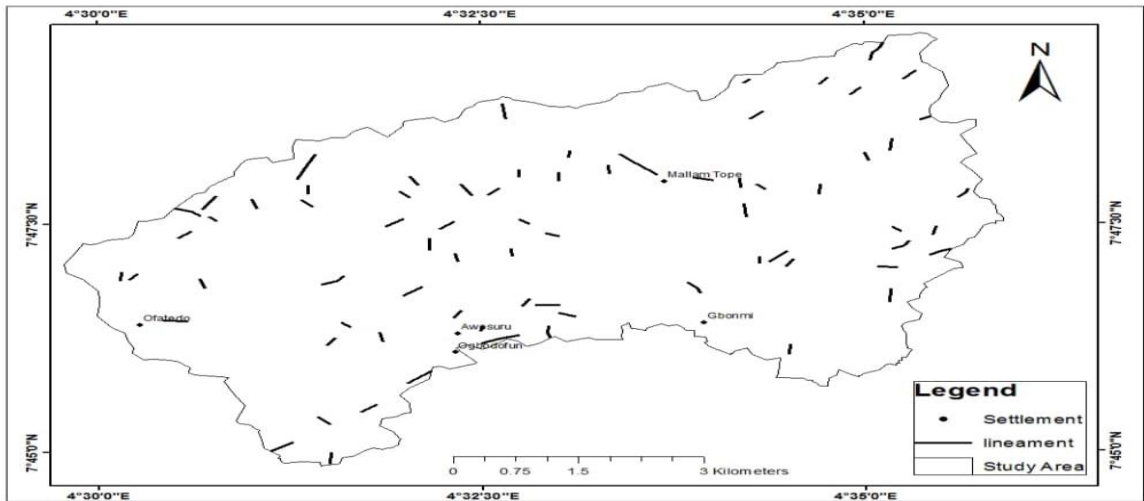 4°30'0"E 4°32'30"E 4°35'0"E
N
Mallam Tope
7°47'30"N 7°47'30"N
Ofatedo
Gbonmi
Awosuru
Ogbodofun
Legend
Settlement
lineament
Study Area
7°45'0"N 7°45'0"N
0 0.75 1.5 3 Kilometers
4°30'0"E 4°32'30"E 4°35'0"E